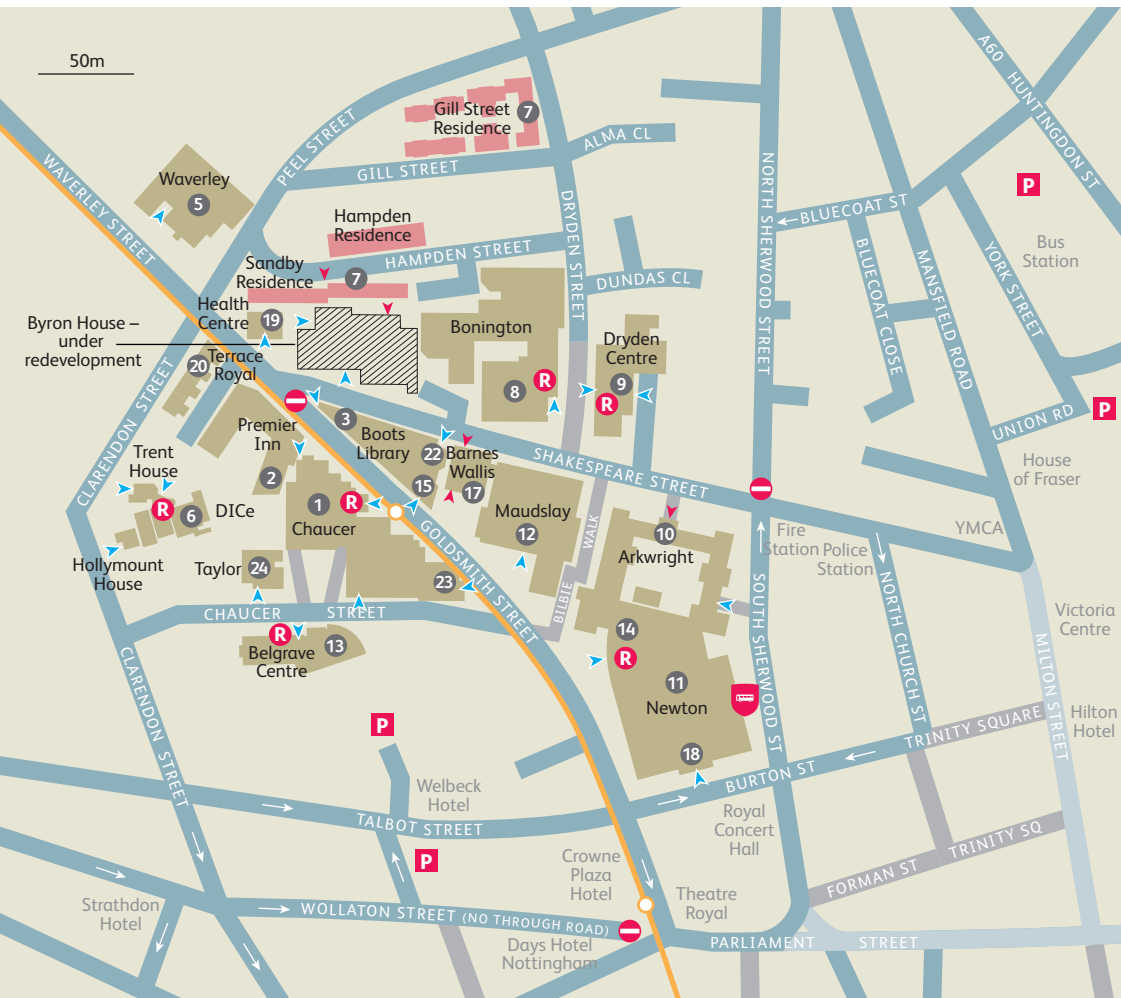 50m
A60 HUNTINGDON ST
PEEL STREET
Gill Street
Residence
7
ALMA CL
GILL STREET
WAVERLEY STREET
Waverley
5
NORTH SHERWOOD STREET
P
DRYDEN STREET
BLUECOAT ST
Hampden
Residence
HAMPDEN STREET
Bus
Station
YORK STREET
MANSFIELD ROAD
BLUECOAT CLOSE
Sandby
Residence
7
DUNDAS CL
Health
Centre
19
Byron House –
under
redevelopment
Bonington
Dryden
Centre
20
Terrace
Royal
8
R
9
R
CLARENDON STREET
3
Boots
Library
Premier
Inn
2
P
UNION RD
22
Barnes
Wallis
17
15
SHAKESPEARE STREET
House
of Fraser
Trent
House
R
6
DICe
1
R
Chaucer
Maudslay
12
WALK
BILBIE
10
Arkwright
Fire
Station
Police
Station
YMCA
GOLDSMITH STREET
Hollymount
House
Taylor
24
23
SOUTH SHERWOOD ST
NORTH CHURCH ST
CHAUCER STREET
R
13
Belgrave
Centre
14
R
11
Newton
Victoria
Centre
MILTON STREET
CLARENDON STREET
P
18
TRINITY SQUARE
Hilton
Hotel
BURTON ST
Welbeck
Hotel
TALBOT STREET
Royal
Concert
Hall
P
Crowne
Plaza
Hotel
TRINITY SQ
FORMAN ST
Theatre
Royal
Strathdon
Hotel
WOLLATON STREET (NO THROUGH ROAD)
Days Hotel
Nottingham
PARLIAMENT STREET